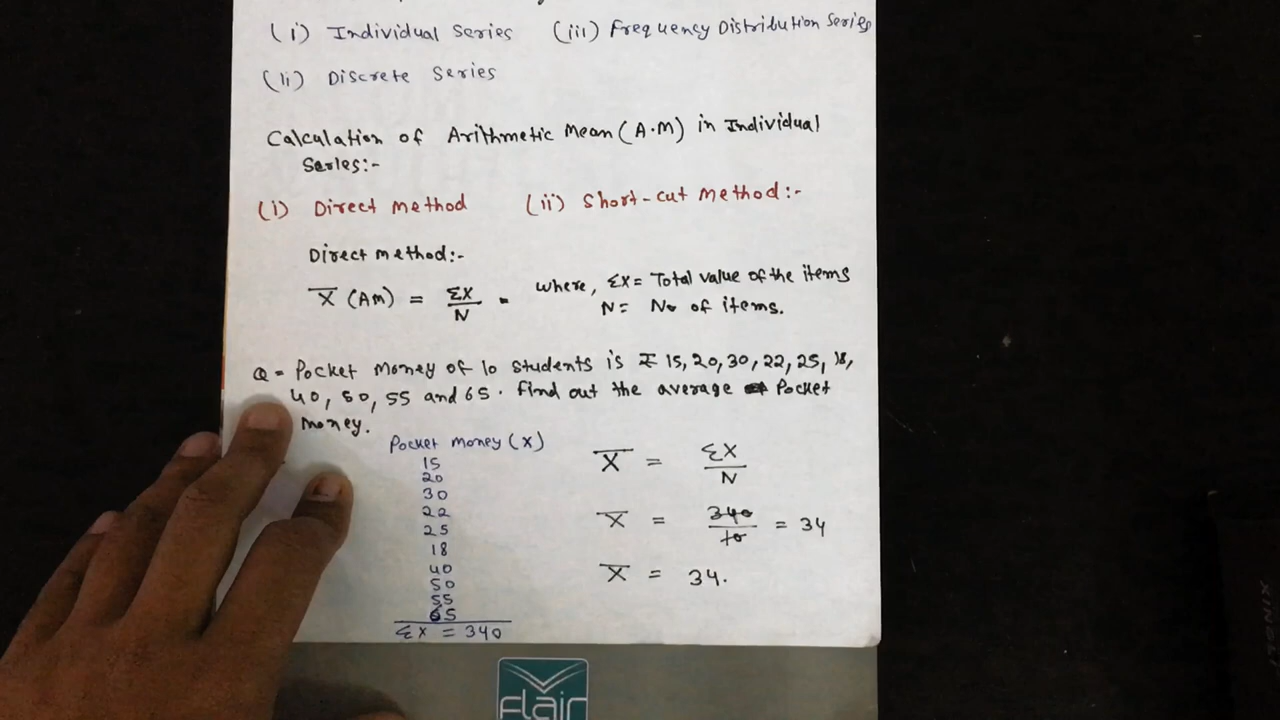 (i) Individual Series (iii) Frequency Distribution Series
(ii) Discrete Series
Calculation of Arithmetic Mean (A.M) in Individual
Series:-
(i) Direct Method (ii) Short-cut Method:-
Direct method:-
X̅ (AM) = ΣX/N where, ΣX = Total value of the items
N = No of items.
Q = Pocket Money of 10 Students is ₹ 15, 20, 30, 22, 25, 18,
40, 50, 55 and 65. Find out the average Pocket
Money.
Pocket Money (X)
15
20
30
22
25
18
40
50
55
65
ΣX = 340
X̅ = ΣX/N
X̅ = 340/10 = 34
X̅ = 34.
Flair